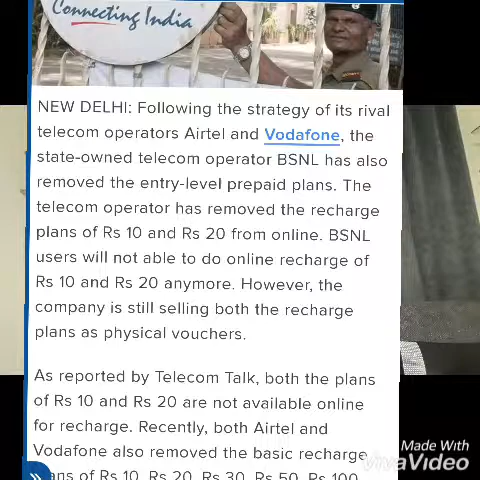 Connecting India
NEW DELHI: Following the strategy of its rival
telecom operators Airtel and Vodafone, the
state-owned telecom operator BSNL has also
removed the entry-level prepaid plans. The
telecom operator has removed the recharge
plans of Rs 10 and Rs 20 from online. BSNL
users will not able to do online recharge of
Rs 10 and Rs 20 anymore. However, the
company is still selling both the recharge
plans as physical vouchers.
As reported by Telecom Talk, both the plans
of Rs 10 and Rs 20 are not available online
for recharge. Recently, both Airtel and
Vodafone also removed the basic recharge
plans of Rs 10, Rs 20, Rs 30, Rs 50, Rs 100
Made With
VivaVideo